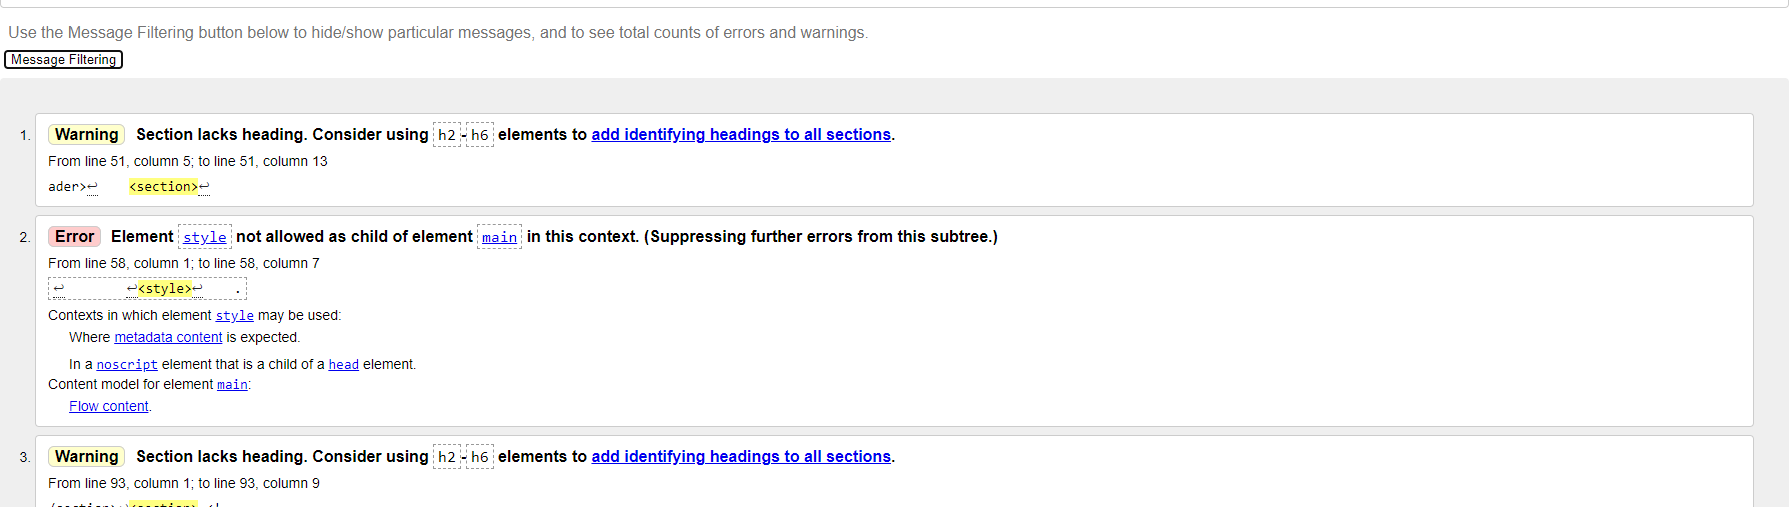 Use the Message Filtering button below to hide/show particular messages, and to see total counts of errors and warnings.
Message Filtering
1. Warning Section lacks heading. Consider using h2-h6 elements to add identifying headings to all sections.
From line 51, column 5; to line 51, column 13
ader>↩ <section>↩
2. Error Element style not allowed as child of element main in this context. (Suppressing further errors from this subtree.)
From line 58, column 1; to line 58, column 7
↩ ↩<style>↩ .
Contexts in which element style may be used:
Where metadata content is expected.
In a noscript element that is a child of a head element.
Content model for element main:
Flow content.
3. Warning Section lacks heading. Consider using h2-h6 elements to add identifying headings to all sections.
From line 93, column 1; to line 93, column 9